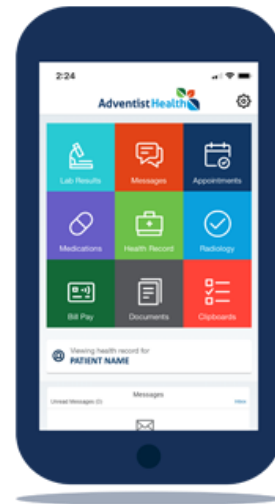 2:24
Adventist Health
Lab Results Messages Appointments
Medications Health Record Radiology
Bill Pay Documents Clipboards
Viewing health record for
PATIENT NAME
Messages
Unread Messages (0) View